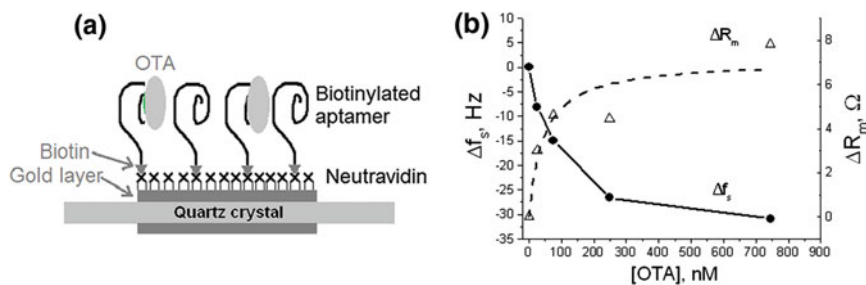 (a)
OTA
Biotinylated
aptamer
Biotin
Gold layer
Neutravidin
Quartz crystal
(b)
10
5
0
-5
-10
-15
-20
-25
-30
-35
Δfₛ, Hz
ΔRₘ
Δfₛ
8
6
4
2
0
ΔRₘ, Ω
0 100 200 300 400 500 600 700 800 900
[OTA], nM